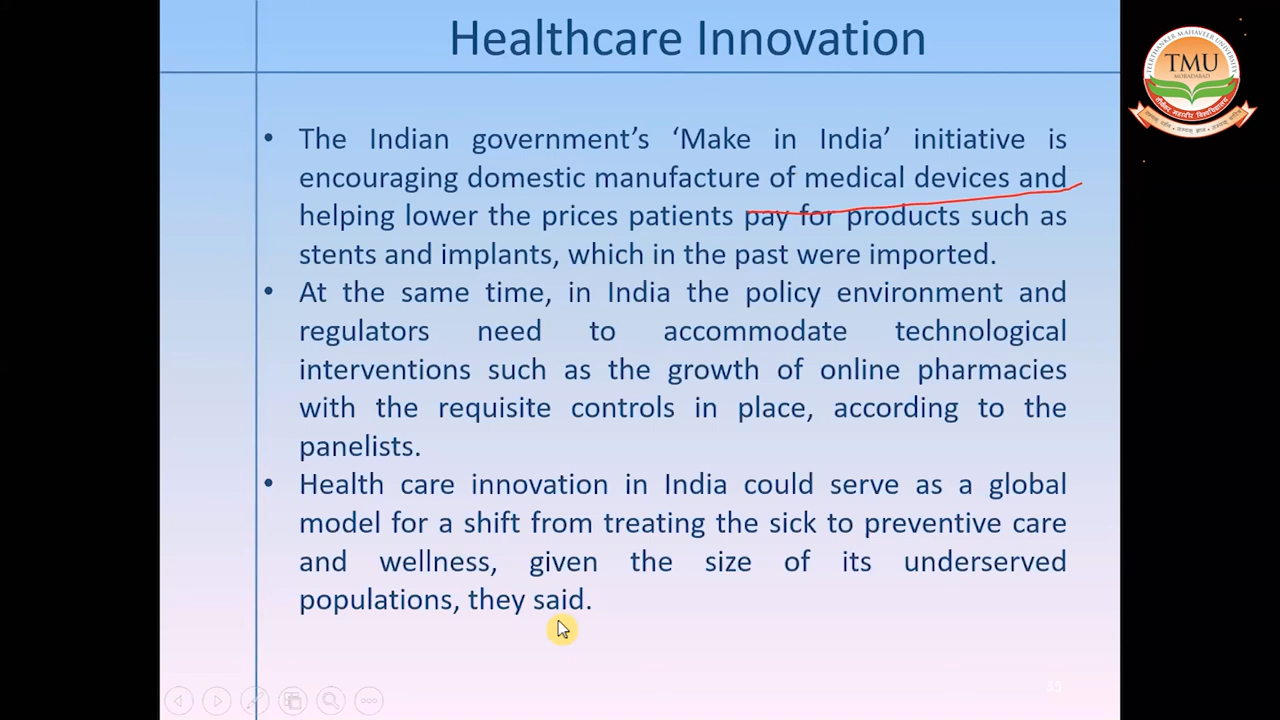 Healthcare Innovation
TEERTHANKER MAHAVEER UNIVERSITY
TMU
MORADABAD
• The Indian government’s ‘Make in India’ initiative is
encouraging domestic manufacture of medical devices and
helping lower the prices patients pay for products such as
stents and implants, which in the past were imported.
• At the same time, in India the policy environment and
regulators need to accommodate technological
interventions such as the growth of online pharmacies
with the requisite controls in place, according to the
panelists.
• Health care innovation in India could serve as a global
model for a shift from treating the sick to preventive care
and wellness, given the size of its underserved
populations, they said.
35